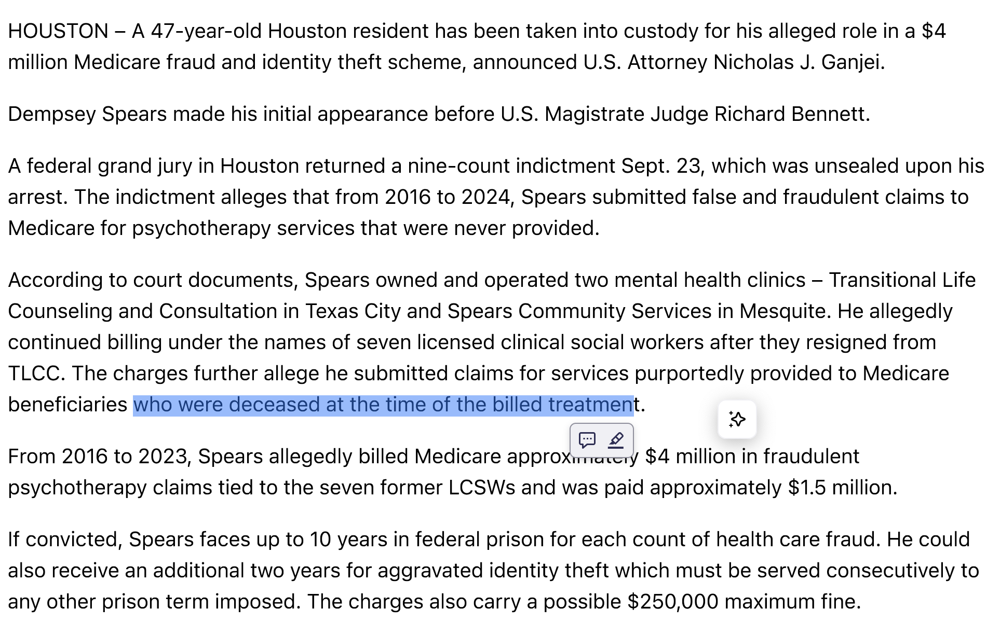 HOUSTON – A 47-year-old Houston resident has been taken into custody for his alleged role in a $4
million Medicare fraud and identity theft scheme, announced U.S. Attorney Nicholas J. Ganjei.
Dempsey Spears made his initial appearance before U.S. Magistrate Judge Richard Bennett.
A federal grand jury in Houston returned a nine-count indictment Sept. 23, which was unsealed upon his
arrest. The indictment alleges that from 2016 to 2024, Spears submitted false and fraudulent claims to
Medicare for psychotherapy services that were never provided.
According to court documents, Spears owned and operated two mental health clinics – Transitional Life
Counseling and Consultation in Texas City and Spears Community Services in Mesquite. He allegedly
continued billing under the names of seven licensed clinical social workers after they resigned from
TLCC. The charges further allege he submitted claims for services purportedly provided to Medicare
beneficiaries who were deceased at the time of the billed treatment.
From 2016 to 2023, Spears allegedly billed Medicare approximately $4 million in fraudulent
psychotherapy claims tied to the seven former LCSWs and was paid approximately $1.5 million.
If convicted, Spears faces up to 10 years in federal prison for each count of health care fraud. He could
also receive an additional two years for aggravated identity theft which must be served consecutively to
any other prison term imposed. The charges also carry a possible $250,000 maximum fine.